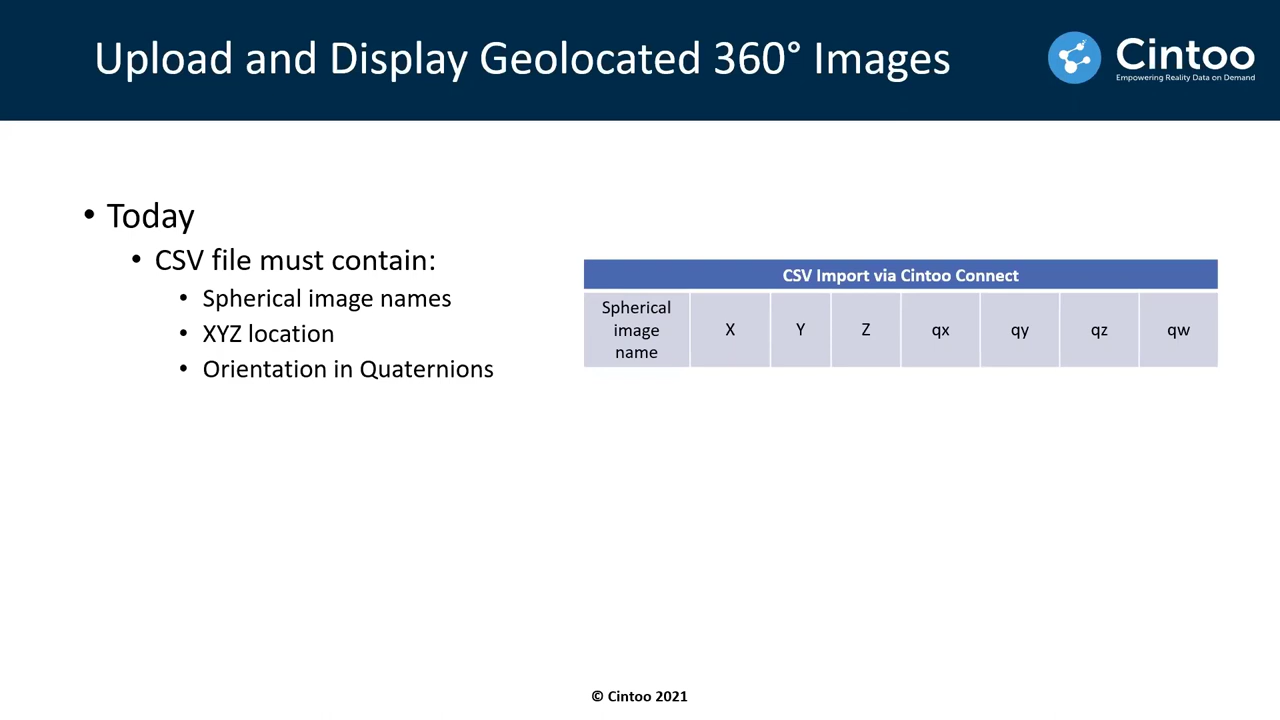 Upload and Display Geolocated 360° Images
Cintoo
Empowering Reality Data on Demand
• Today
• CSV file must contain:
• Spherical image names
• XYZ location
• Orientation in Quaternions
CSV Import via Cintoo Connect
Spherical
image
name
X
Y
Z
qx
qy
qz
qw
© Cintoo 2021